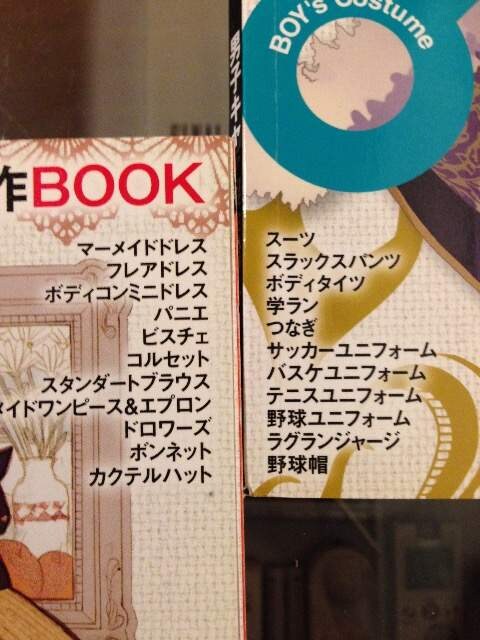 作BOOK
マーメイドドレス
フレアドレス
ボディコンミニドレス
パニエ
ビスチェ
コルセット
スタンダートブラウス
メイドワンピース&エプロン
ドロワーズ
ボンネット
カクテルハット
男子キャ
BOY's Costume
スーツ
スラックスパンツ
ボディタイツ
学ラン
つなぎ
サッカーユニフォーム
バスケユニフォーム
テニスユニフォーム
野球ユニフォーム
ラグランジャージ
野球帽